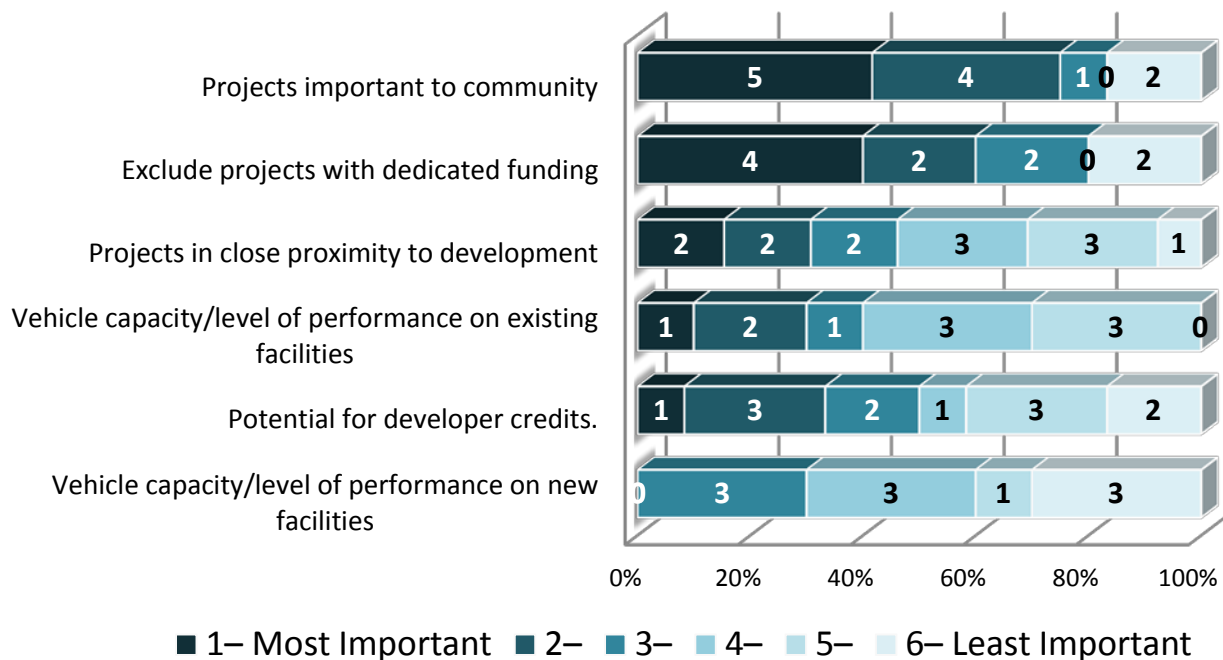 Projects important to community
5 4 1 0 2
Exclude projects with dedicated funding
4 2 2 0 2
Projects in close proximity to development
2 2 2 3 3 1
Vehicle capacity/level of performance on existing
facilities
1 2 1 3 3 0
Potential for developer credits.
1 3 2 1 3 2
Vehicle capacity/level of performance on new
facilities
0 3 3 1 3
0% 20% 40% 60% 80% 100%
1– Most Important 2– 3– 4– 5– 6– Least Important